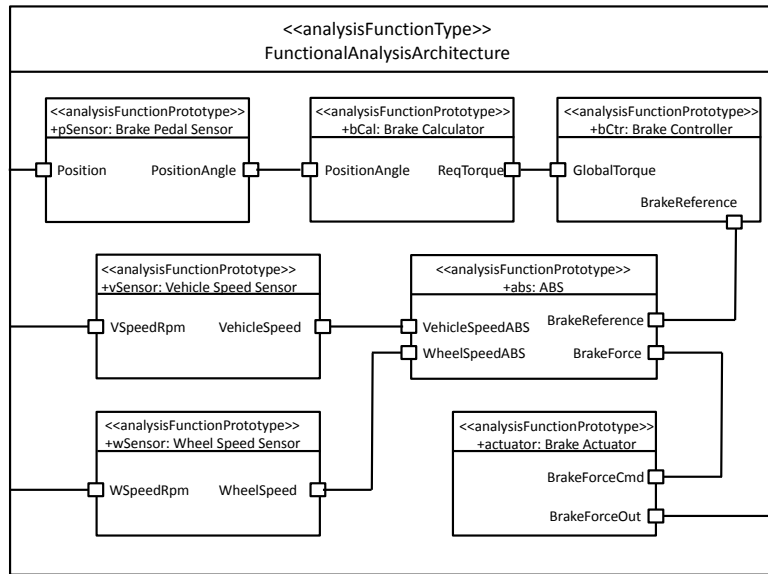 <<analysisFunctionType>>
FunctionalAnalysisArchitecture
<<analysisFunctionPrototype>>
+pSensor: Brake Pedal Sensor
Position
PositionAngle
<<analysisFunctionPrototype>>
+bCal: Brake Calculator
PositionAngle
ReqTorque
<<analysisFunctionPrototype>>
+bCtr: Brake Controller
GlobalTorque
BrakeReference
<<analysisFunctionPrototype>>
+vSensor: Vehicle Speed Sensor
VSpeedRpm
VehicleSpeed
<<analysisFunctionPrototype>>
+abs: ABS
VehicleSpeedABS
WheelSpeedABS
BrakeReference
BrakeForce
<<analysisFunctionPrototype>>
+wSensor: Wheel Speed Sensor
WSpeedRpm
WheelSpeed
<<analysisFunctionPrototype>>
+actuator: Brake Actuator
BrakeForceCmd
BrakeForceOut